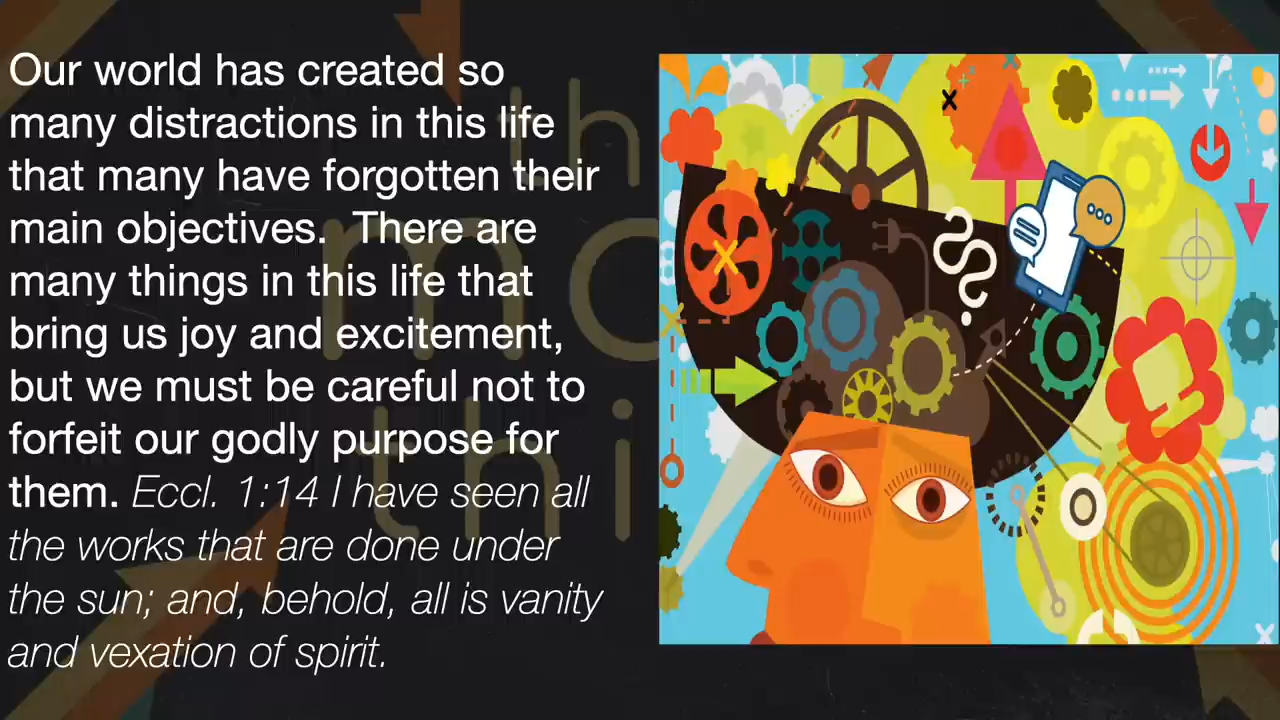 Our world has created so
many distractions in this life
that many have forgotten their
main objectives.  There are
many things in this life that
bring us joy and excitement,
but we must be careful not to
forfeit our godly purpose for
them. Eccl. 1:14 I have seen all
the works that are done under
the sun; and, behold, all is vanity
and vexation of spirit.